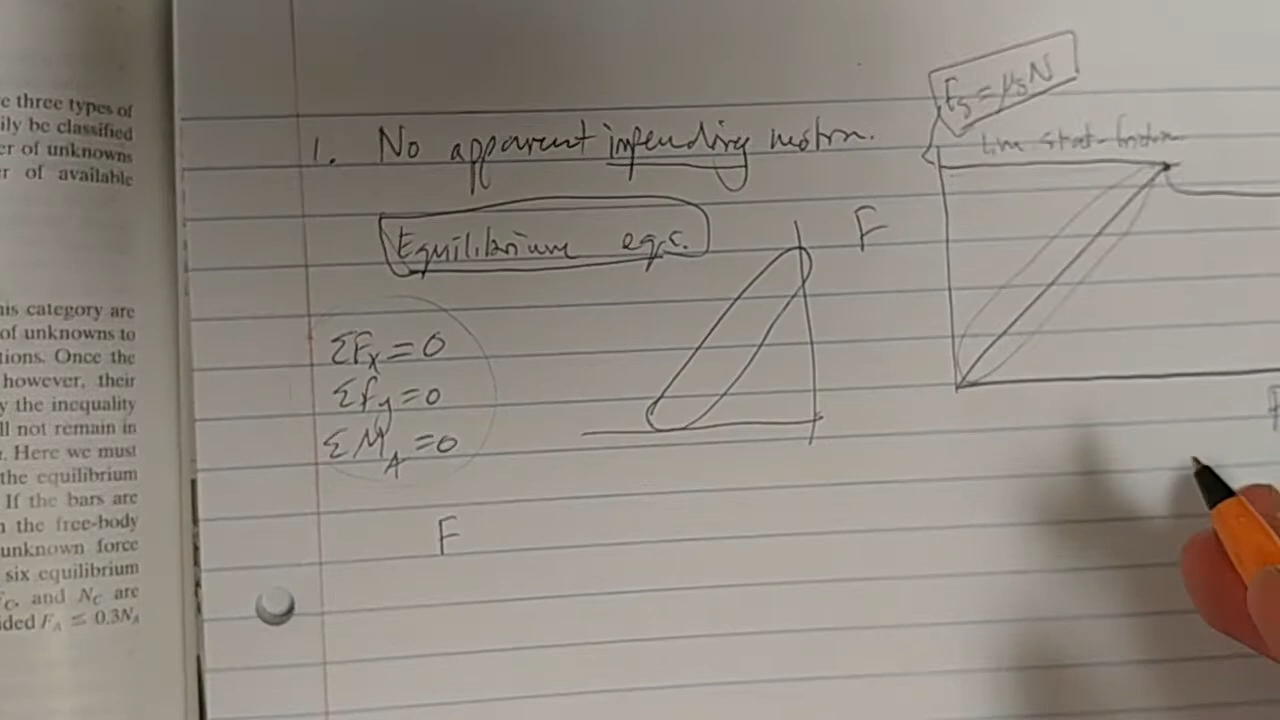 e three types of
ily be classified
er of unknowns
r of available
his category are
of unknowns to
tions. Once the
however, their
y the inequality
ll not remain in
. Here we must
the equilibrium
If the bars are
n the free-body
unknown force
six equilibrium
F_C, and N_C are
ided F_A ≤ 0.3N_A
1. No apparent impending motion.
Equilibrium eqs.
ΣFx = 0
Σfy = 0
ΣM_A = 0
F
F
Fs = μsN